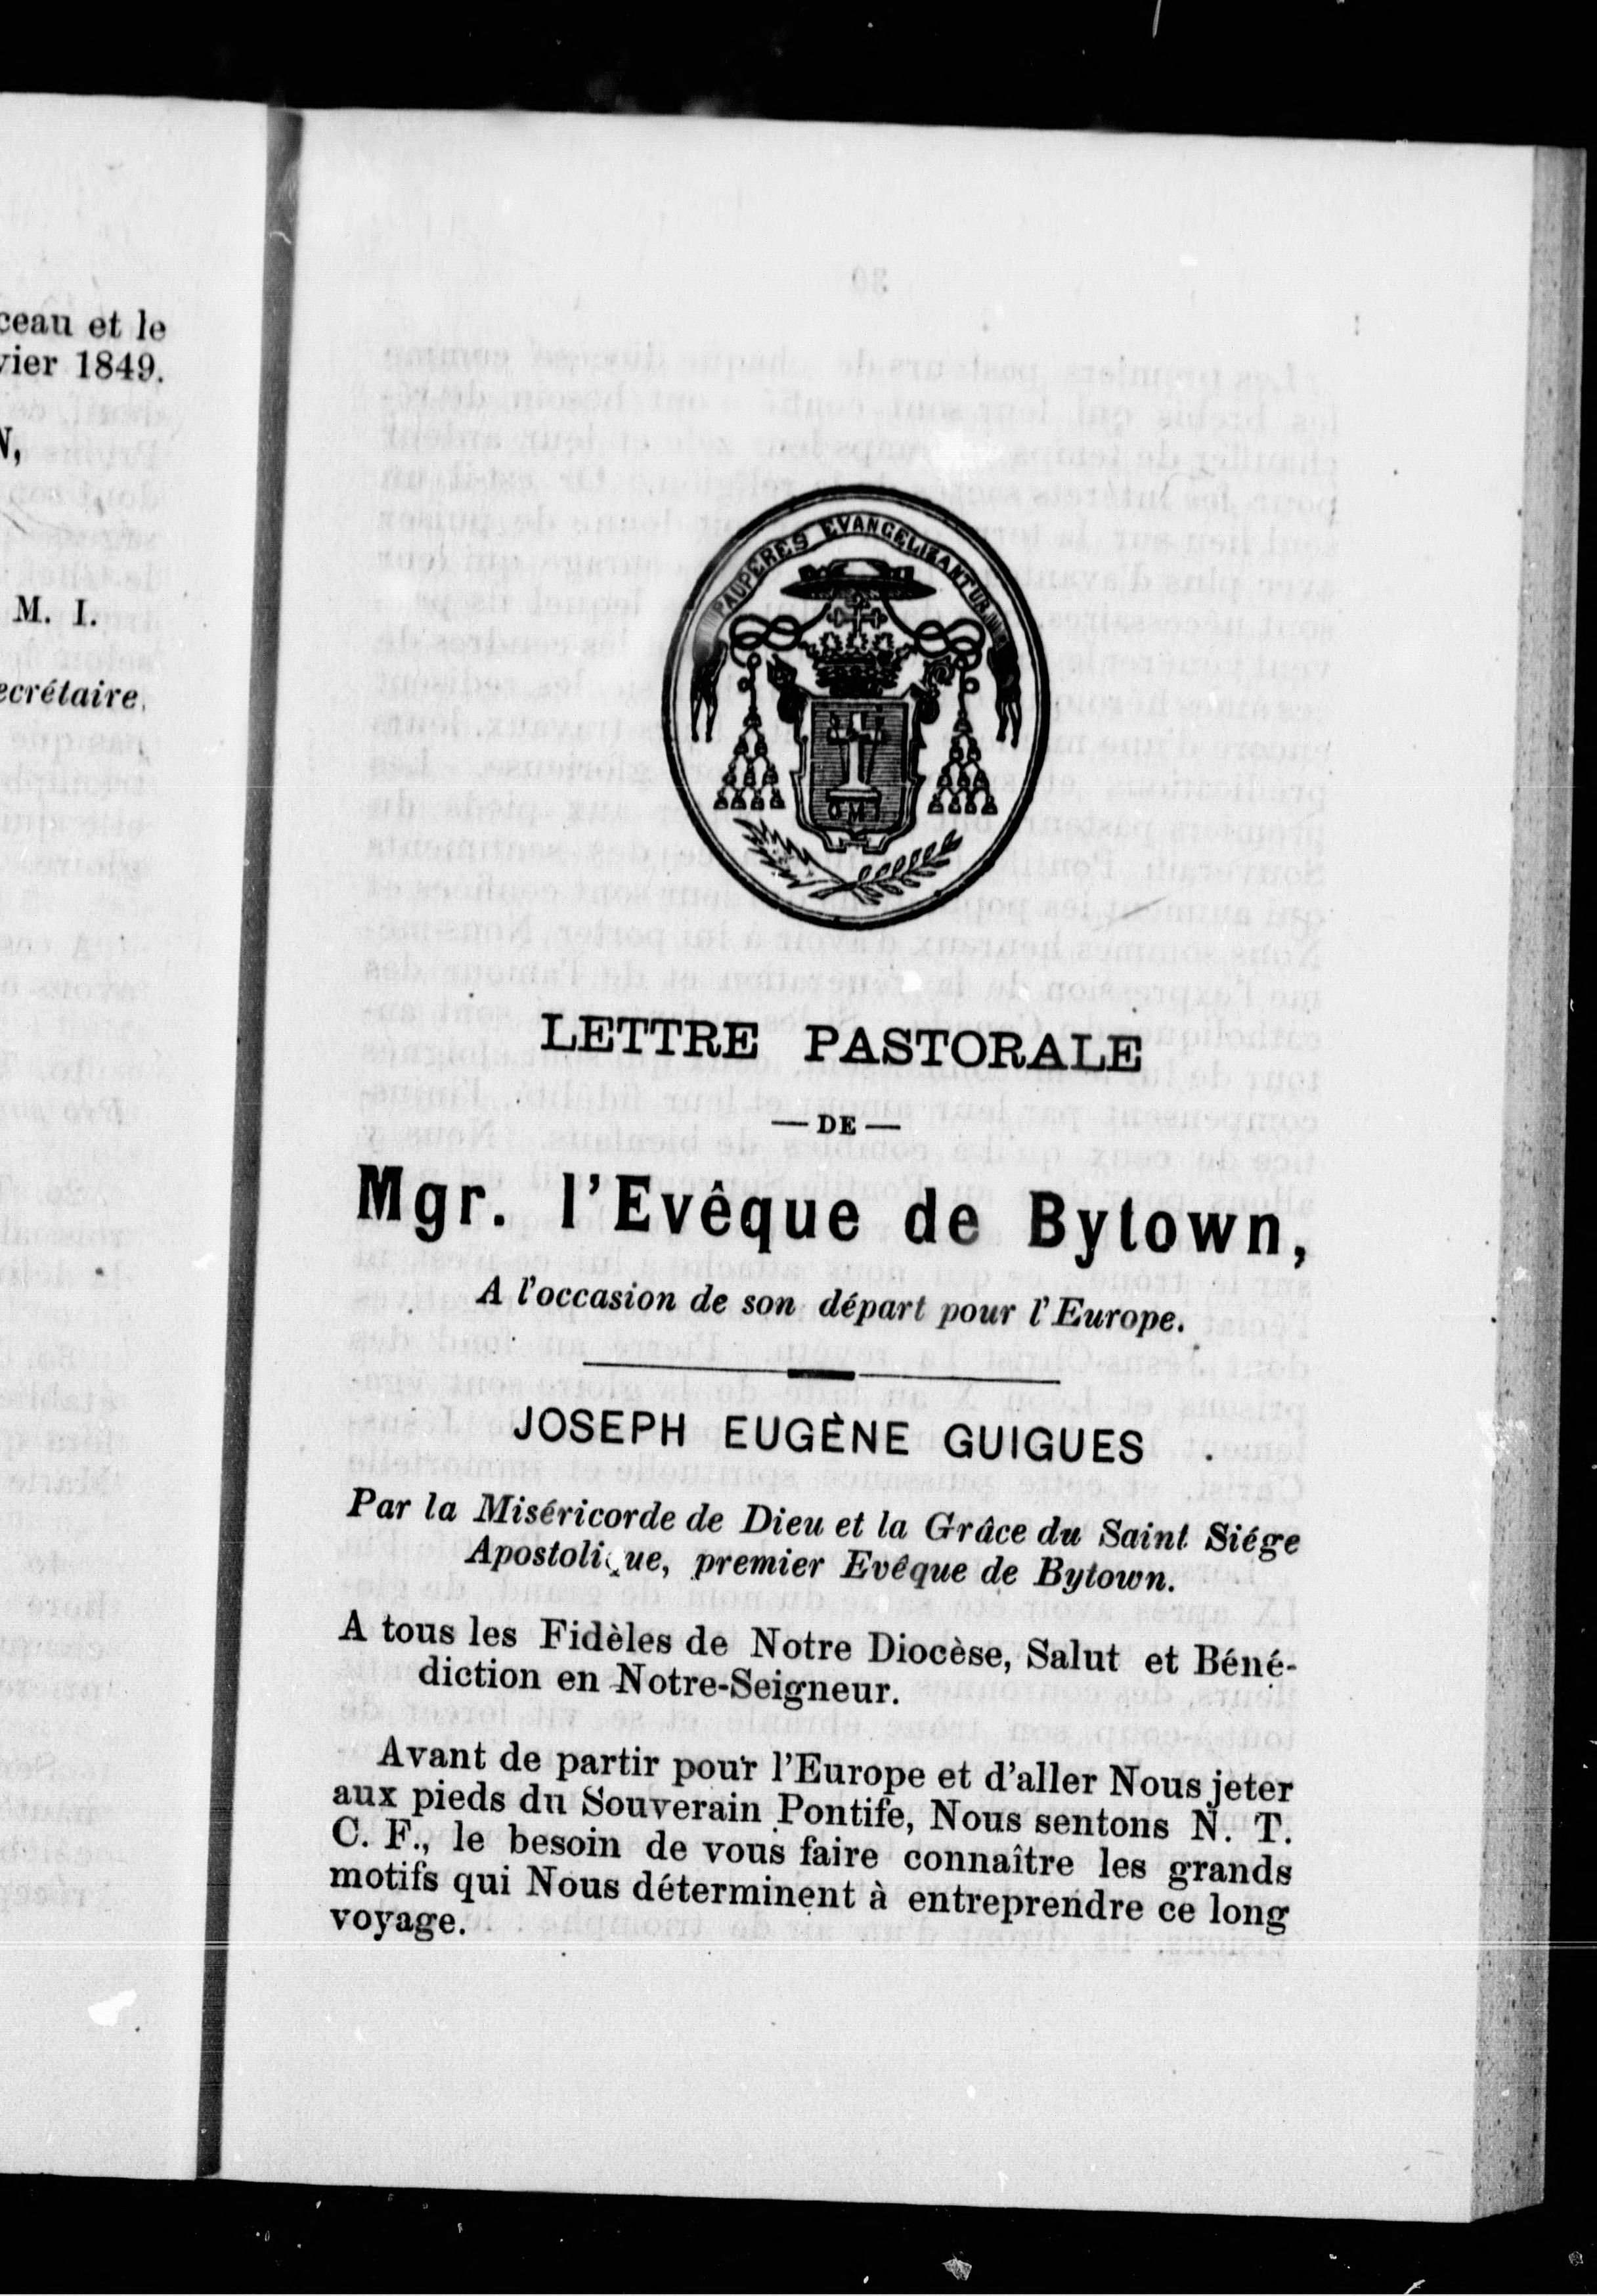 ceau et le
vier 1849.
N,
M. I.
ecrétaire.
PAUPERES EVANGELIZANTUR
OMI
LETTRE PASTORALE
— DE —
Mgr. l'Evêque de Bytown,
A l'occasion de son départ pour l'Europe.
JOSEPH EUGÈNE GUIGUES .
Par la Miséricorde de Dieu et la Grâce du Saint Siége
Apostolique, premier Evêque de Bytown.
A tous les Fidèles de Notre Diocèse, Salut et Béné-
diction en Notre-Seigneur.
Avant de partir pour l'Europe et d'aller Nous jeter
aux pieds du Souverain Pontife, Nous sentons N. T.
C. F., le besoin de vous faire connaître les grands
motifs qui Nous déterminent à entreprendre ce long
voyage.